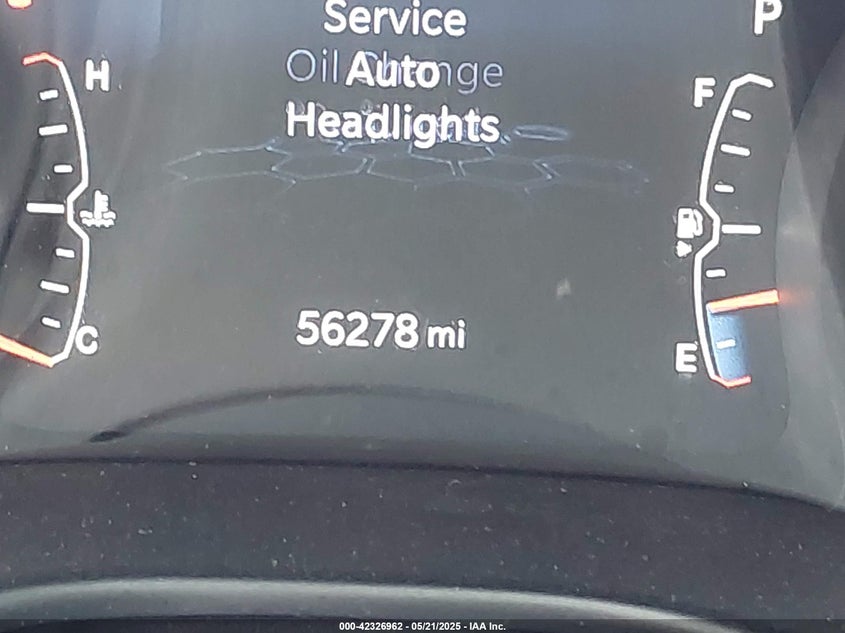 Service
P
Oil Change
Auto
H
F
Headlights
56278 mi
C
E
000-42326962 - 05/21/2025 - IAA Inc.